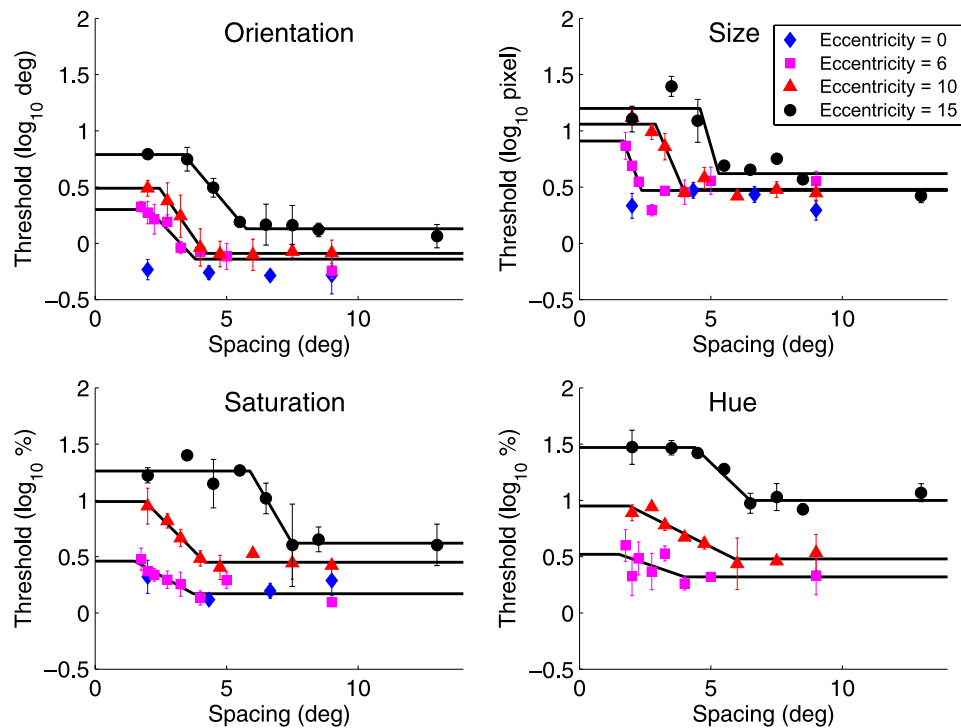 Orientation
Threshold (log10 deg)
2
1.5
1
0.5
0
−0.5
0
5
10
Spacing (deg)
Size
Threshold (log10 pixel)
2
1.5
1
0.5
0
−0.5
0
5
10
Spacing (deg)
Eccentricity = 0
Eccentricity = 6
Eccentricity = 10
Eccentricity = 15
Saturation
Threshold (log10 %)
2
1.5
1
0.5
0
−0.5
0
5
10
Spacing (deg)
Hue
Threshold (log10 %)
2
1.5
1
0.5
0
−0.5
0
5
10
Spacing (deg)